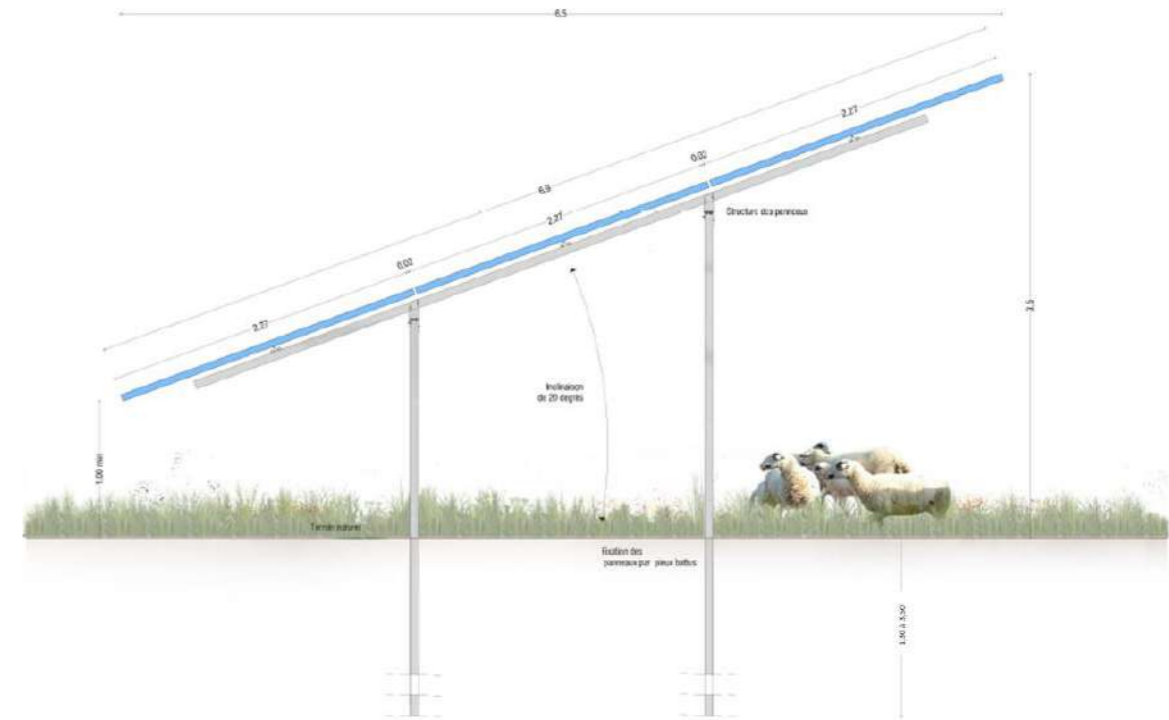 6.5
2.27
0.02
6.9
2.27
0.02
2.27
Structure des panneaux
3,5
Inclinaison
de 20 degrés
1.00 min
Terrain naturel
Fixation des
panneaux par pieux battus
1,50 à 3,50